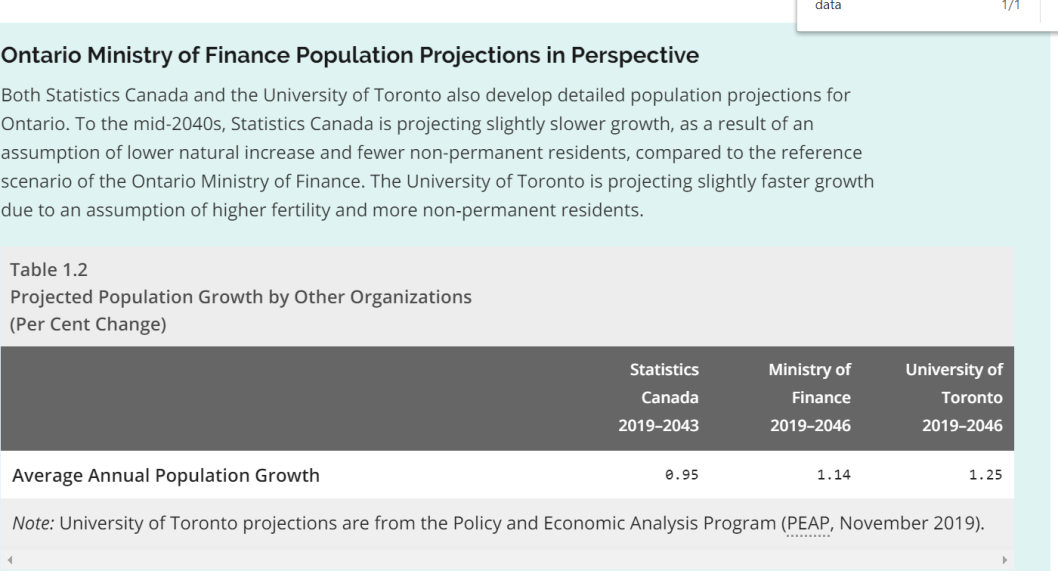 data 1/1
Ontario Ministry of Finance Population Projections in Perspective
Both Statistics Canada and the University of Toronto also develop detailed population projections for
Ontario. To the mid-2040s, Statistics Canada is projecting slightly slower growth, as a result of an
assumption of lower natural increase and fewer non-permanent residents, compared to the reference
scenario of the Ontario Ministry of Finance. The University of Toronto is projecting slightly faster growth
due to an assumption of higher fertility and more non-permanent residents.
Table 1.2
Projected Population Growth by Other Organizations
(Per Cent Change)
Statistics Ministry of University of
Canada Finance Toronto
2019–2043 2019–2046 2019–2046
Average Annual Population Growth 0.95 1.14 1.25
Note: University of Toronto projections are from the Policy and Economic Analysis Program (PEAP, November 2019).